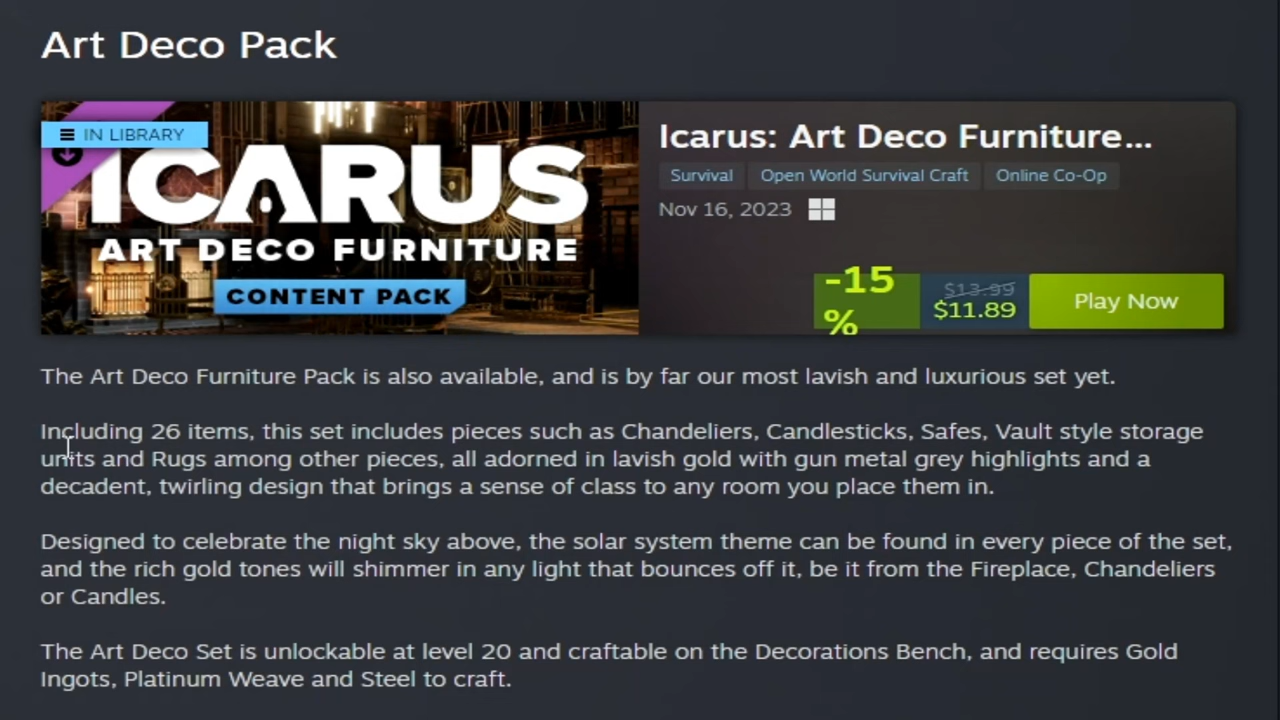 Art Deco Pack
IN LIBRARY
ICARUS
ART DECO FURNITURE
CONTENT PACK
Icarus: Art Deco Furniture...
Survival
Open World Survival Craft
Online Co-Op
Nov 16, 2023
-15
%
$13.99
$11.89
Play Now
The Art Deco Furniture Pack is also available, and is by far our most lavish and luxurious set yet.
Including 26 items, this set includes pieces such as Chandeliers, Candlesticks, Safes, Vault style storage
units and Rugs among other pieces, all adorned in lavish gold with gun metal grey highlights and a
decadent, twirling design that brings a sense of class to any room you place them in.
Designed to celebrate the night sky above, the solar system theme can be found in every piece of the set,
and the rich gold tones will shimmer in any light that bounces off it, be it from the Fireplace, Chandeliers
or Candles.
The Art Deco Set is unlockable at level 20 and craftable on the Decorations Bench, and requires Gold
Ingots, Platinum Weave and Steel to craft.